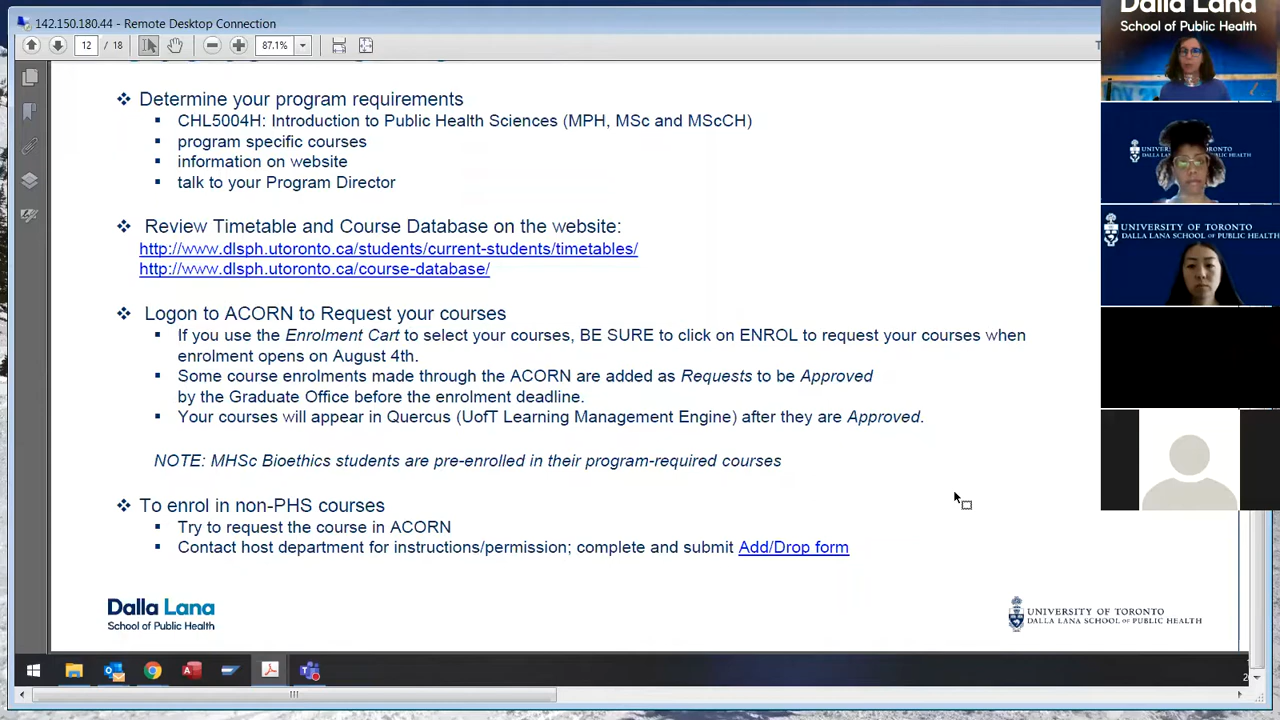 142.150.180.44 - Remote Desktop Connection
12 / 18
87.1%
❖ Determine your program requirements
▪ CHL5004H: Introduction to Public Health Sciences (MPH, MSc and MScCH)
▪ program specific courses
▪ information on website
▪ talk to your Program Director
❖ Review Timetable and Course Database on the website:
http://www.dlsph.utoronto.ca/students/current-students/timetables/
http://www.dlsph.utoronto.ca/course-database/
❖ Logon to ACORN to Request your courses
▪ If you use the Enrolment Cart to select your courses, BE SURE to click on ENROL to request your courses when
enrolment opens on August 4th.
▪ Some course enrolments made through the ACORN are added as Requests to be Approved
by the Graduate Office before the enrolment deadline.
▪ Your courses will appear in Quercus (UofT Learning Management Engine) after they are Approved.
NOTE: MHSc Bioethics students are pre-enrolled in their program-required courses
❖ To enrol in non-PHS courses
▪ Try to request the course in ACORN
▪ Contact host department for instructions/permission; complete and submit Add/Drop form
Dalla Lana
School of Public Health
UNIVERSITY OF TORONTO
DALLA LANA SCHOOL OF PUBLIC HEALTH
Dalla Lana
School of Public Health
UNIVERSITY OF TORONTO
DALLA LANA SCHOOL OF PUBLIC HEALTH